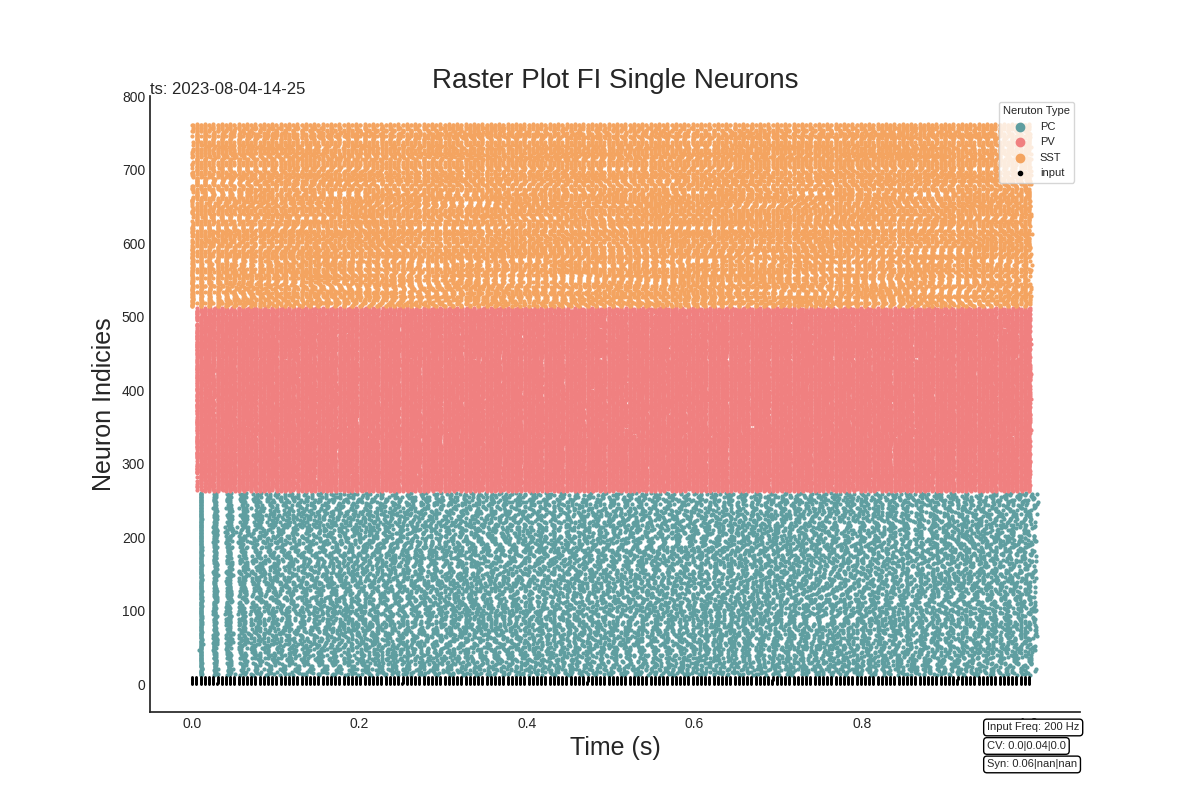 Raster Plot FI Single Neurons
ts: 2023-08-04-14-25
800
700
600
500
400
300
200
100
0
Neuron Indicies
Neruton Type
PC
PV
SST
input
0.0
0.2
0.4
0.6
0.8
Time (s)
Input Freq: 200 Hz
CV: 0.0|0.04|0.0
Syn: 0.06|nan|nan